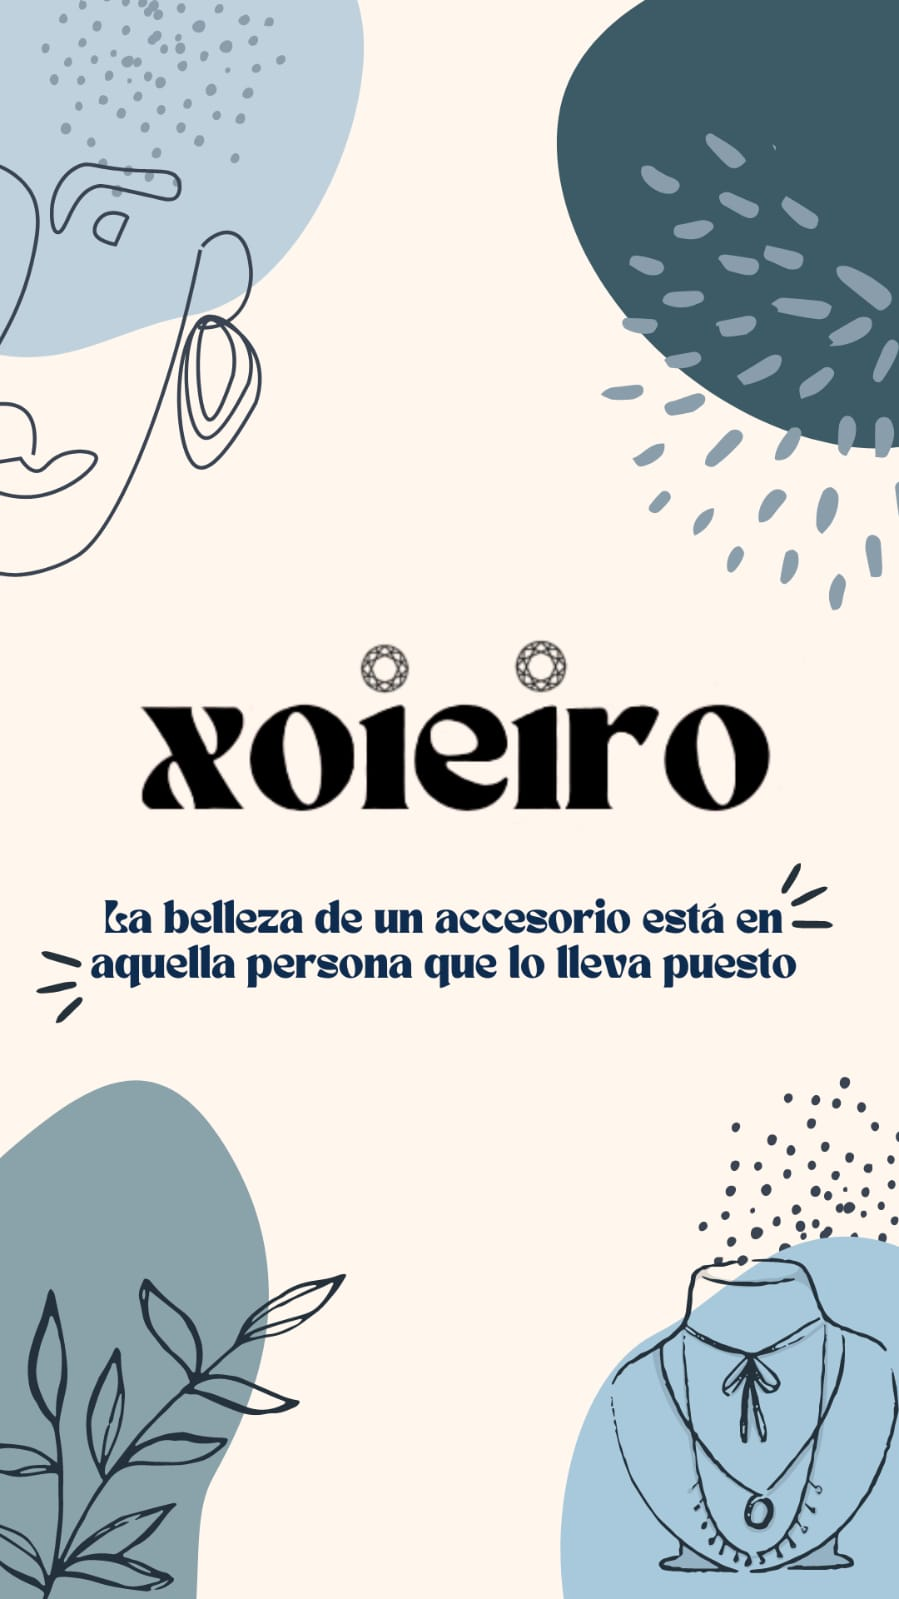 xoieiro
La belleza de un accesorio está en
aquella persona que lo lleva puesto